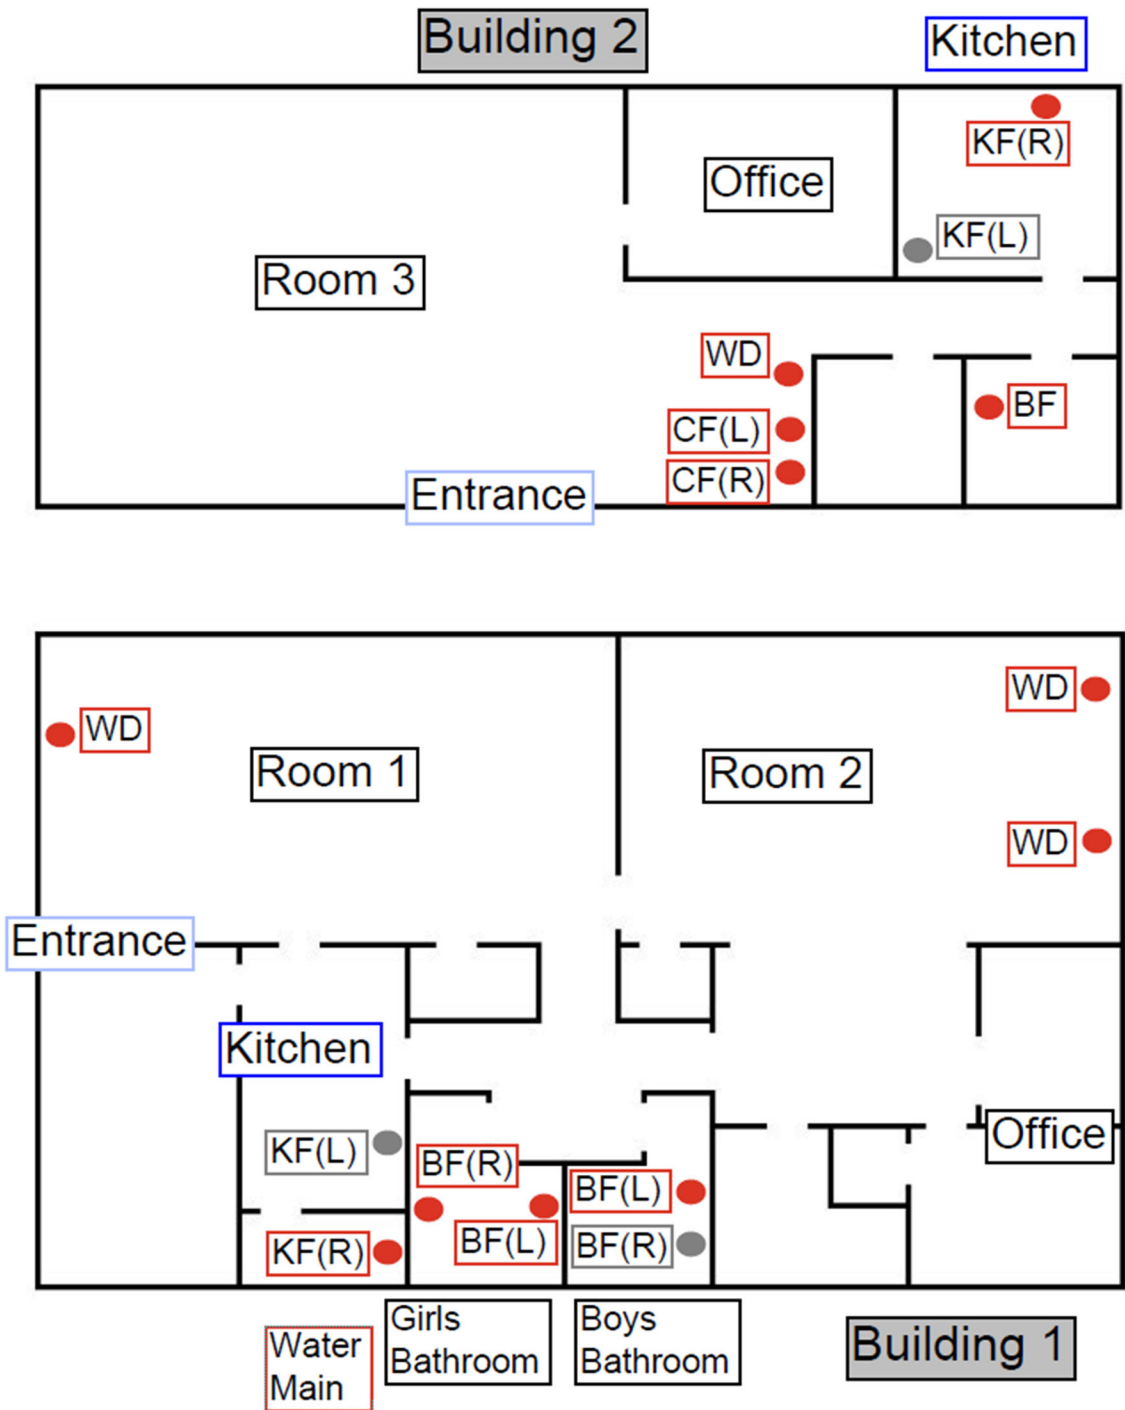 Building 2
Kitchen
KF(R)
Office
KF(L)
Room 3
WD
BF
CF(L)
CF(R)
Entrance
WD
WD
Room 1
Room 2
WD
Entrance
Kitchen
Office
KF(L)
BF(R)
BF(L)
BF(L)
BF(R)
KF(R)
Girls
Bathroom
Boys
Bathroom
Water
Main
Building 1